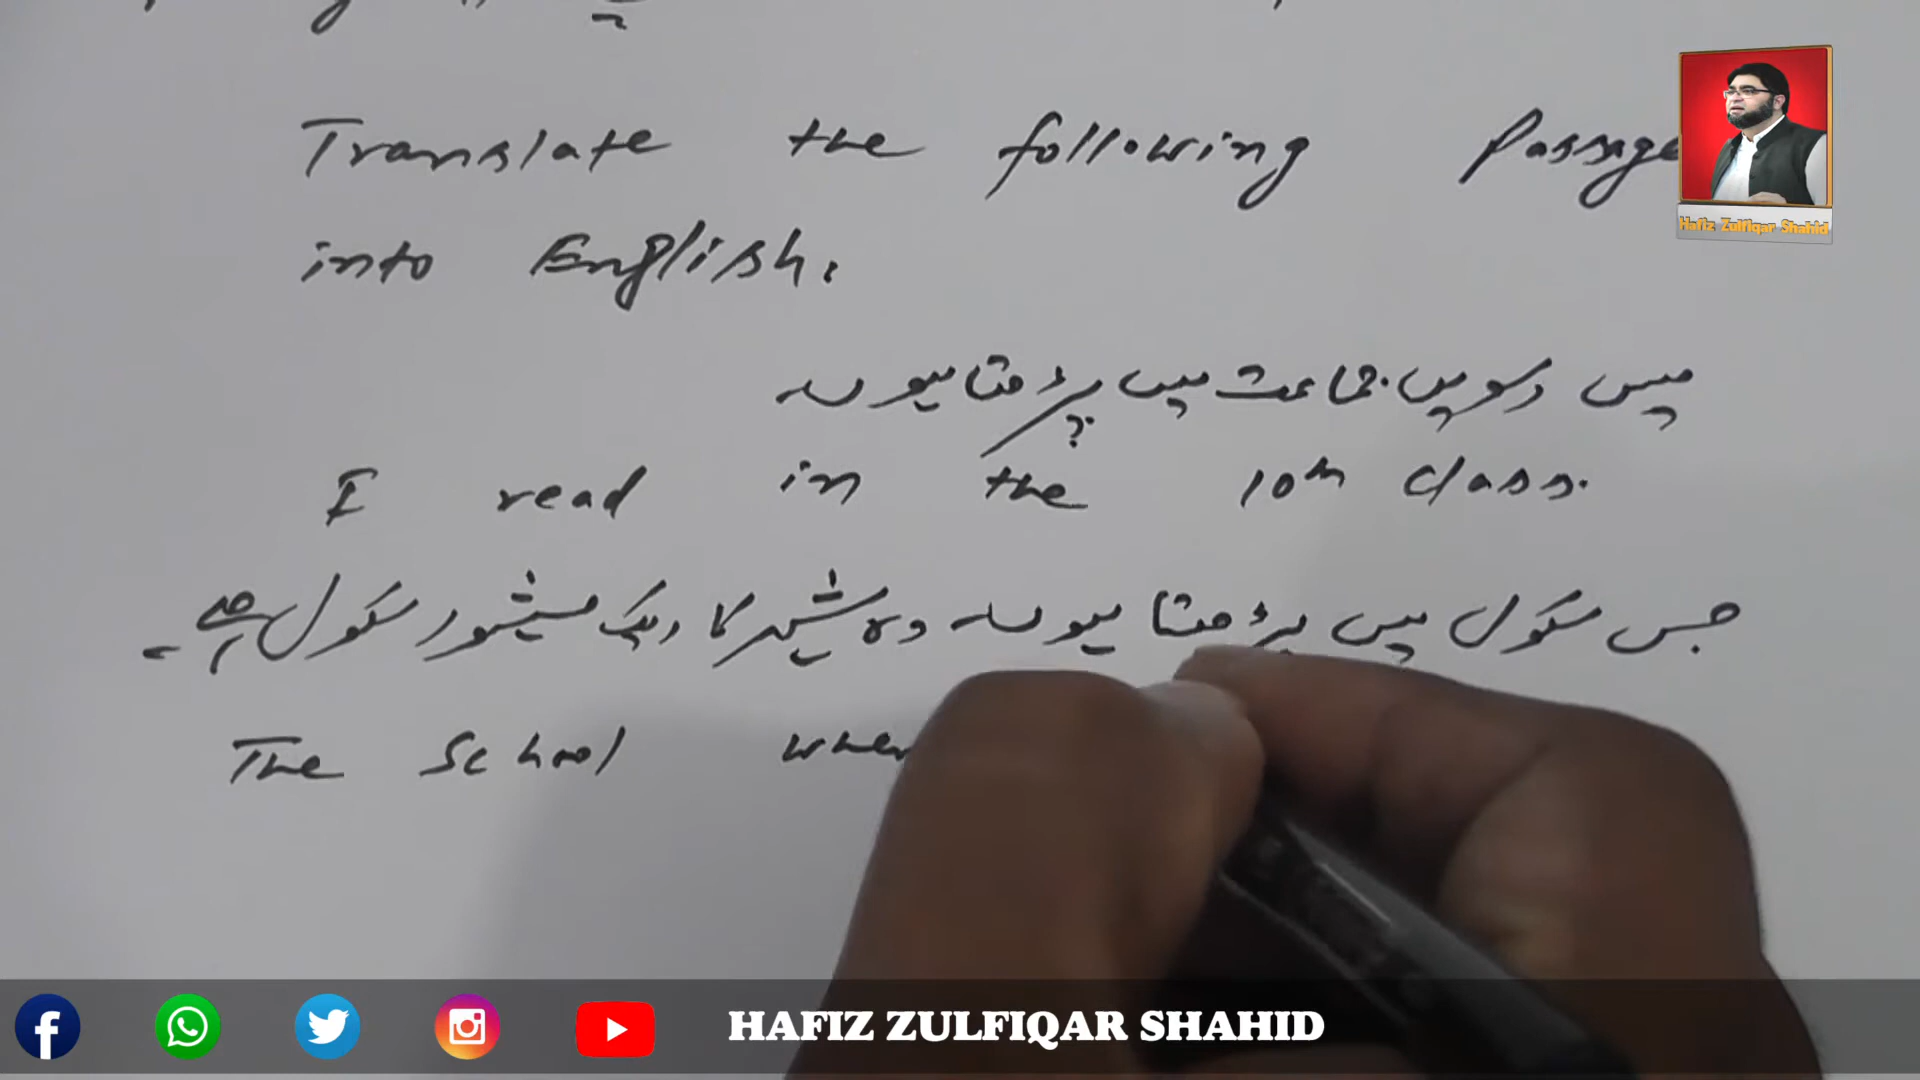 Translate the following Passage
into English.
Hafiz Zulfiqar Shahid
میں دسویں جماعت میں پڑھتا ہوں
I read in the 10th class.
جس سکول میں پڑھتا ہوں وہ شہر کا ایک مشہور سکول ہے۔
The School wher
HAFIZ ZULFIQAR SHAHID